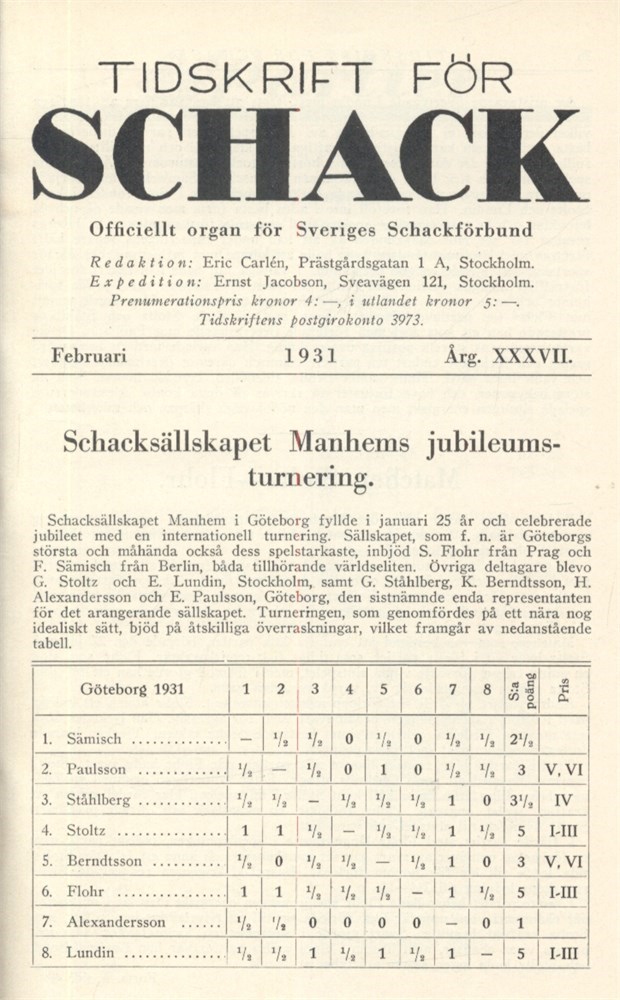 TIDSKRIFT FÖR
SCHACK
Officiellt organ för Sveriges Schackförbund
Redaktion: Eric Carlén, Prästgårdsgatan 1 A, Stockholm.
Expedition: Ernst Jacobson, Sveavägen 121, Stockholm.
Prenumerationspris kronor 4: —, i utlandet kronor 5: —.
Tidskriftens postgirokonto 3973.
Februari 1931 Årg. XXXVII.
Schacksällskapet Manhems jubileums-
turnering.
Schacksällskapet Manhem i Göteborg fyllde i januari 25 år och celebrerade
jubileet med en internationell turnering. Sällskapet, som f. n. är Göteborgs
största och måhända också dess spelstarkaste, inbjöd S. Flohr från Prag och
F. Sämisch från Berlin, båda tillhörande världseliten. Övriga deltagare blevo
G. Stoltz och E. Lundin, Stockholm, samt G. Ståhlberg, K. Berndtsson, H.
Alexandersson och E. Paulsson, Göteborg, den sistnämnde enda representanten
för det arangerande sällskapet. Turneringen, som genomfördes på ett nära nog
idealiskt sätt, bjöd på åtskilliga överraskningar, vilket framgår av nedanstående
tabell.
Göteborg 1931 1 2 3 4 5 6 7 8 S:a poäng Pris
1. Sämisch .............. — 1/2 1/2 0 1/2 0 1/2 1/2 2 1/2
2. Paulsson ............. 1/2 — 1/2 0 1 0 1/2 1/2 3 V, VI
3. Ståhlberg ............. 1/2 1/2 — 1/2 1/2 1/2 1 0 3 1/2 IV
4. Stoltz ................ 1 1 1/2 — 1/2 1/2 1 1/2 5 I-III
5. Berndtsson ........... 1/2 0 1/2 1/2 — 1/2 1 0 3 V, VI
6. Flohr ................ 1 1 1/2 1/2 1/2 — 1 1/2 5 I-III
7. Alexandersson ...... 1/2 1/2 0 0 0 0 — 0 1
8. Lundin ............... 1/2 1/2 1 1/2 1 1/2 1 — 5 I-III